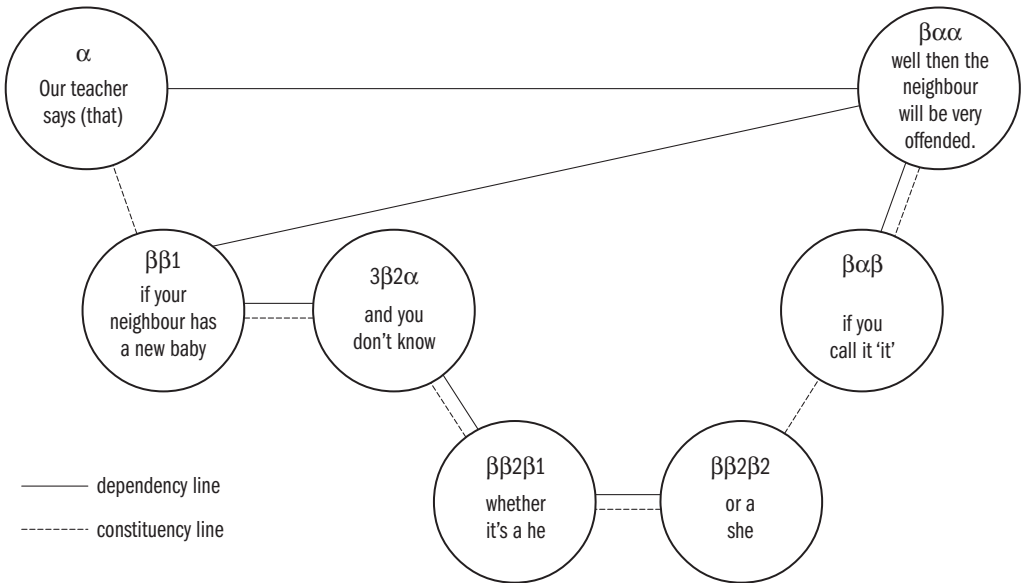 α
Our teacher
says (that)
βαα
well then the
neighbour
will be very
offended.
ββ1
if your
neighbour has
a new baby
3β2α
and you
don't know
βαβ
if you
call it 'it'
ββ2β1
whether
it's a he
ββ2β2
or a
she
dependency line
constituency line